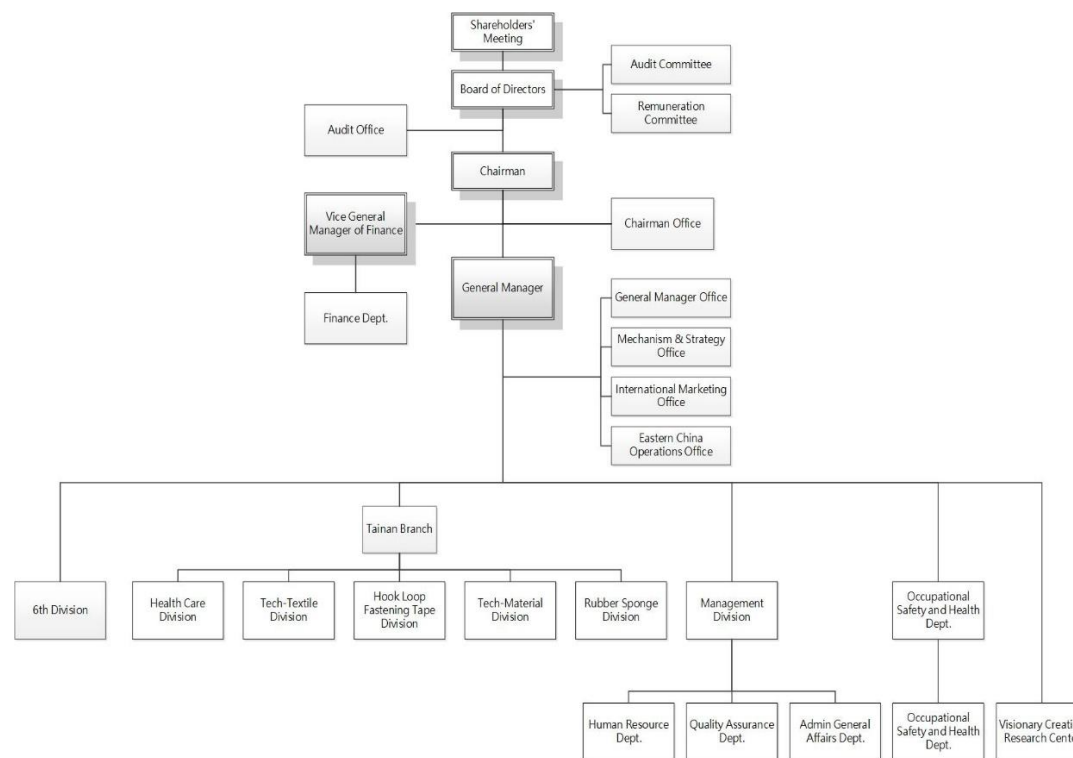 Shareholders'
Meeting
Board of Directors
Audit Committee
Remuneration
Committee
Audit Office
Chairman
Vice General
Manager of Finance
Chairman Office
General Manager
Finance Dept.
General Manager Office
Mechanism & Strategy
Office
International Marketing
Office
Eastern China
Operations Office
Tainan Branch
6th Division
Health Care
Division
Tech-Textile
Division
Hook Loop
Fastening Tape
Division
Tech-Material
Division
Rubber Sponge
Division
Management
Division
Occupational
Safety and Health
Dept.
Human Resource
Dept.
Quality Assurance
Dept.
Admin General
Affairs Dept.
Occupational
Safety and Health
Dept.
Visionary Creati
Research Cente